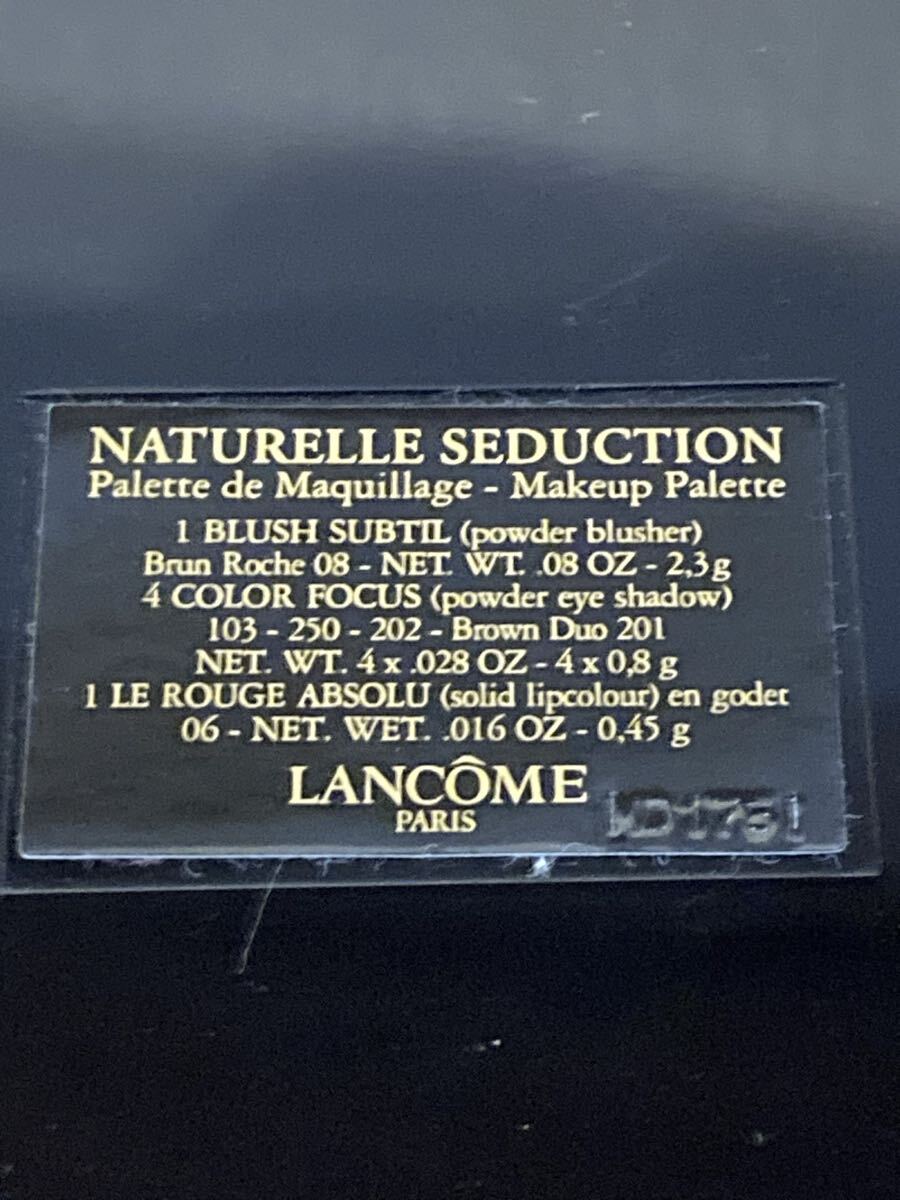 NATURELLE SEDUCTION
Palette de Maquillage - Makeup Palette
1 BLUSH SUBTIL (powder blusher)
Brun Roche 08 - NET. WT. .08 OZ - 2,3g
4 COLOR FOCUS (powder eye shadow)
103 - 250 - 202 - Brown Duo 201
NET. WT. 4 x .028 OZ - 4 x 0,8 g
1 LE ROUGE ABSOLU (solid lipcolour) en godet
06 - NET. WET. .016 OZ - 0,45 g
LANCÔME
PARIS